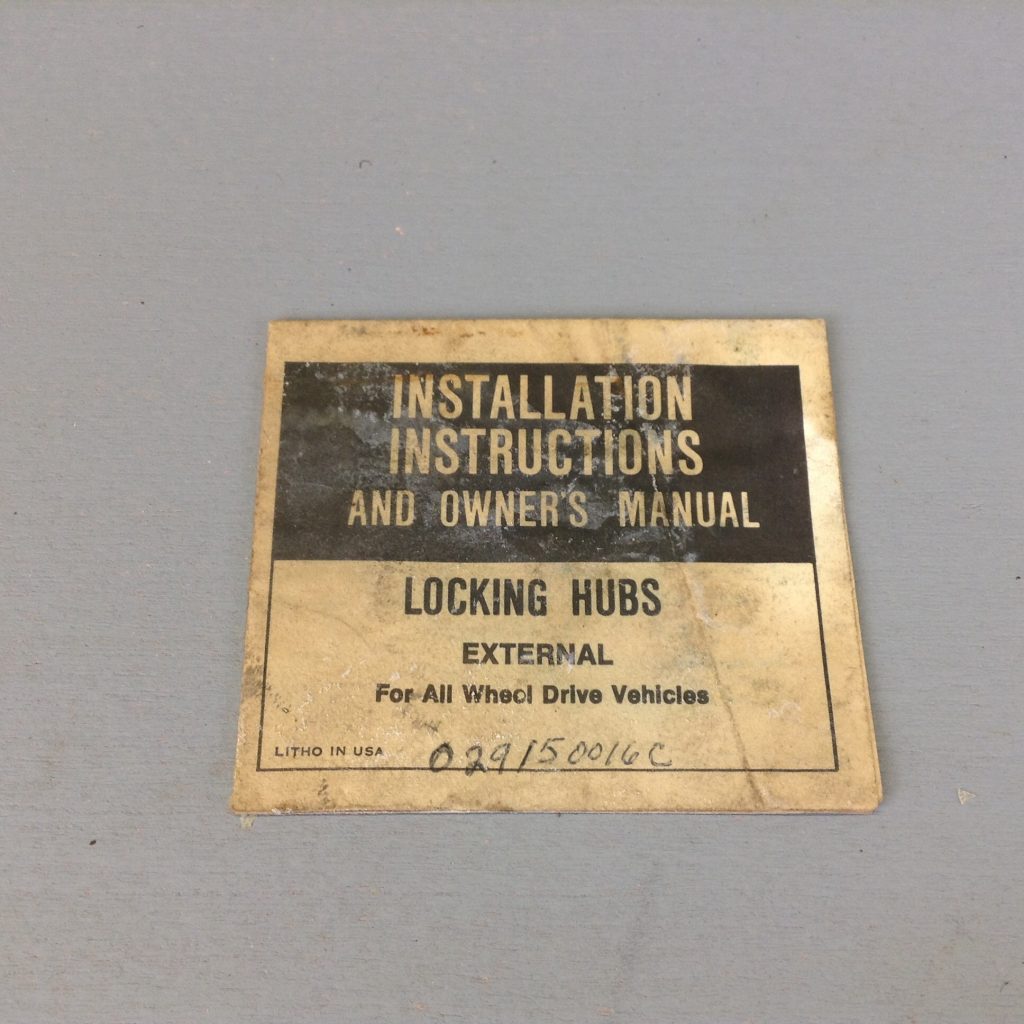 INSTALLATION
INSTRUCTIONS
AND OWNER'S MANUAL
LOCKING HUBS
EXTERNAL
For All Wheel Drive Vehicles
LITHO IN USA
029150016C